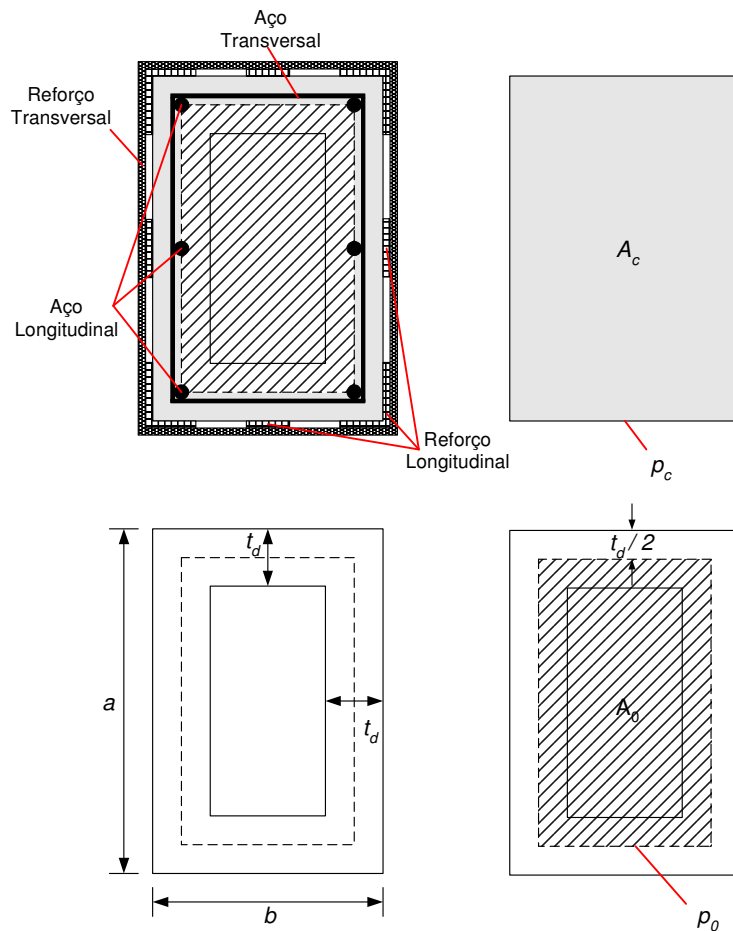 Aço
Transversal
Reforço
Transversal
A_c
Aço
Longitudinal
Reforço
Longitudinal
p_c
t_d
t_d / 2
a
t_d
A_0
b
p_0